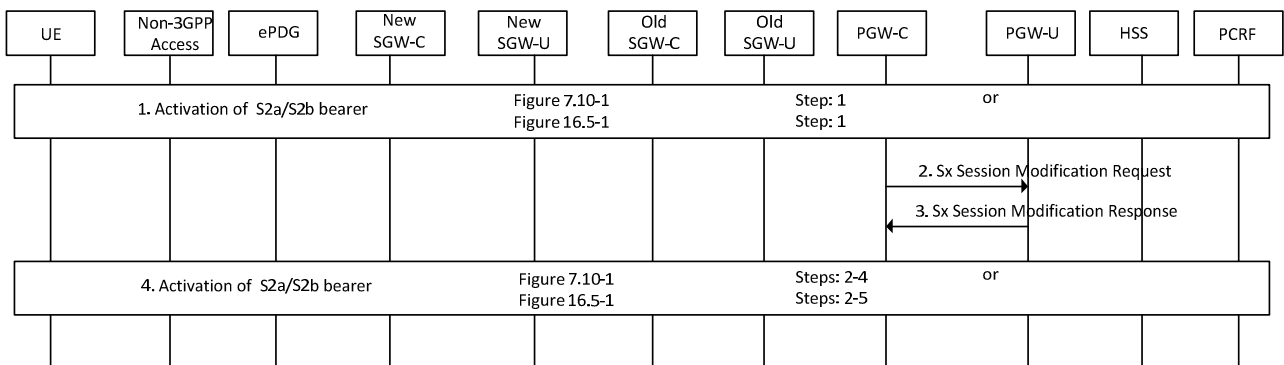 UE
Non-3GPP
Access
ePDG
New
SGW-C
New
SGW-U
Old
SGW-C
Old
SGW-U
PGW-C
PGW-U
HSS
PCRF
1. Activation of S2a/S2b bearer
Figure 7.10-1 Step: 1 or
Figure 16.5-1 Step: 1
2. Sx Session Modification Request
3. Sx Session Modification Response
4. Activation of S2a/S2b bearer
Figure 7.10-1 Steps: 2-4 or
Figure 16.5-1 Steps: 2-5